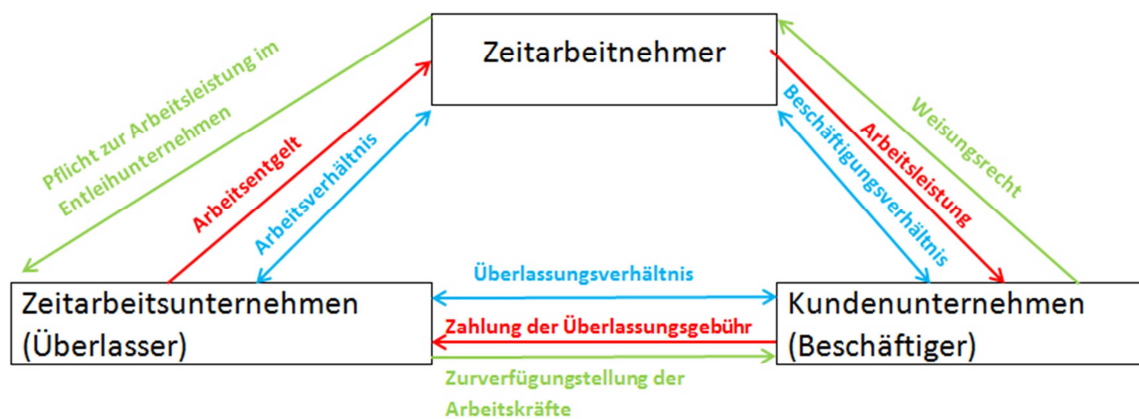 Zeitarbeitnehmer
Pflicht zur Arbeitsleistung im
Entleihunternehmen
Arbeitsentgelt
Arbeitsverhältnis
Beschäftigungsverhältnis
Arbeitsleistung
Weisungsrecht
Zeitarbeitsunternehmen
(Überlasser)
Überlassungsverhältnis
Zahlung der Überlassungsgebühr
Zurverfügungstellung der
Arbeitskräfte
Kundenunternehmen
(Beschäftiger)